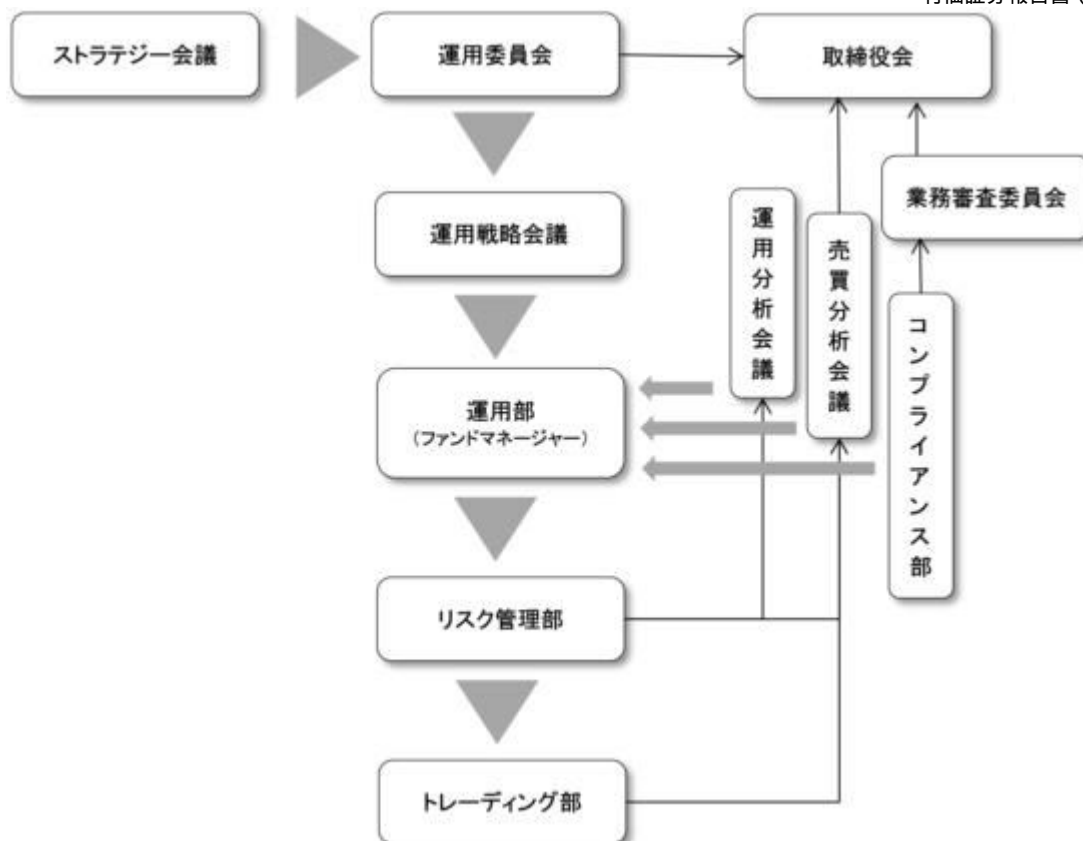 ストラテジー会議
運用委員会
取締役会
業務審査委員会
運用戦略会議
運用分析会議
売買分析会議
コンプライアンス部
運用部
(ファンドマネージャー)
リスク管理部
トレーディング部